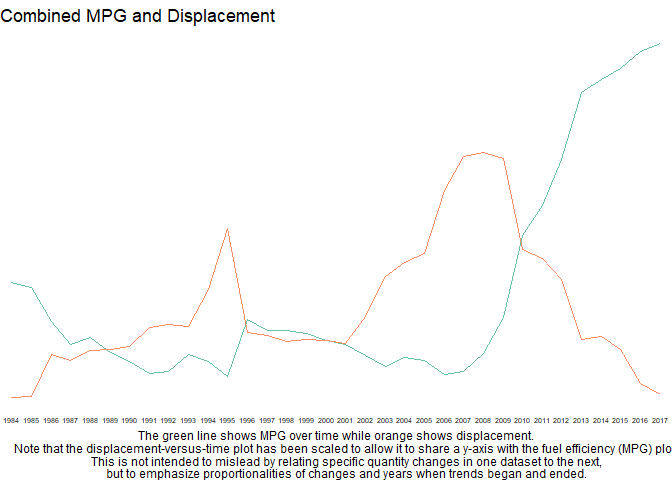 Combined MPG and Displacement
1984 1985 1986 1987 1988 1989 1990 1991 1992 1993 1994 1995 1996 1997 1998 1999 2000 2001 2002 2003 2004 2005 2006 2007 2008 2009 2010 2011 2012 2013 2014 2015 2016 2017
The green line shows MPG over time while orange shows displacement.
Note that the displacement-versus-time plot has been scaled to allow it to share a y-axis with the fuel efficiency (MPG) plo
This is not intended to mislead by relating specific quantity changes in one dataset to the next,
but to emphasize proportionalities of changes and years when trends began and ended.